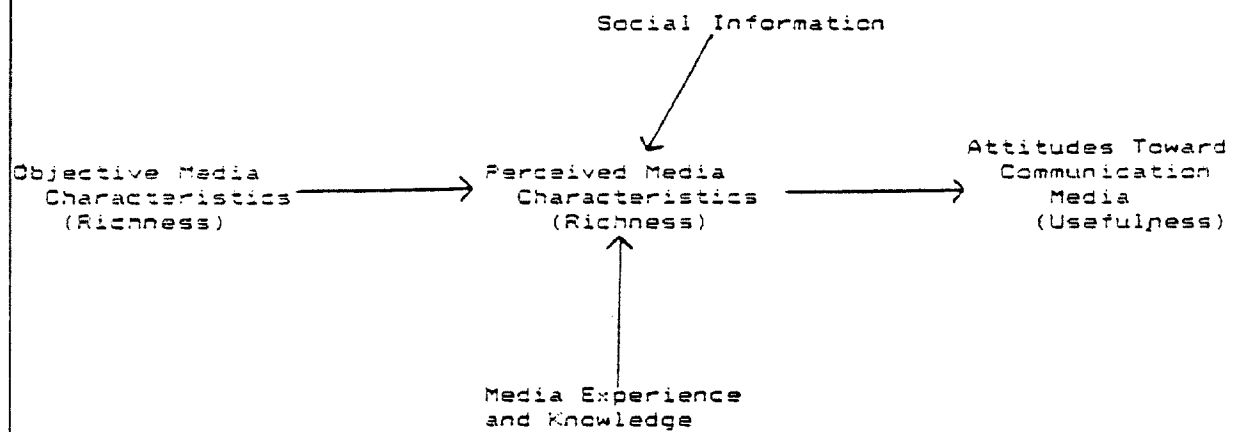 Social Information
Objective Media
Characteristics
(Richness)
Perceived Media
Characteristics
(Richness)
Attitudes Toward
Communication
Media
(Usefulness)
Media Experience
and Knowledge